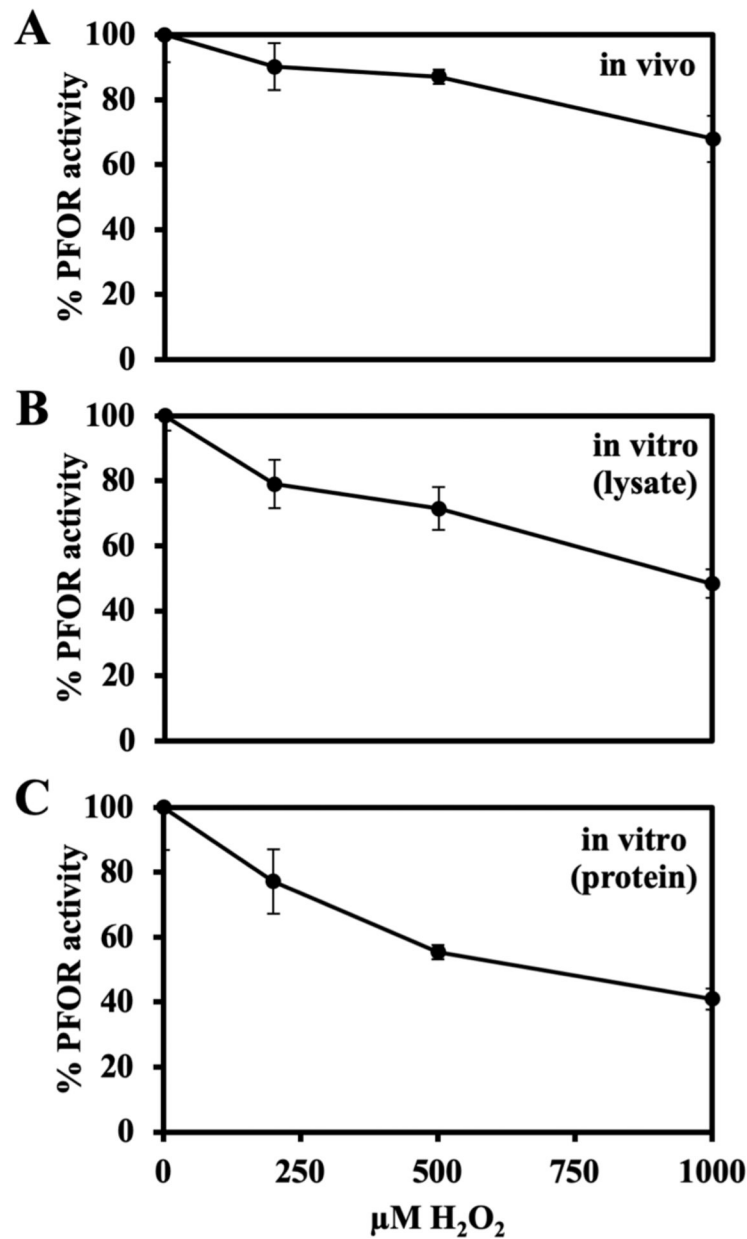 A
100
80
60
40
20
0
% PFOR activity
in vivo
B
100
80
60
40
20
0
% PFOR activity
in vitro
(lysate)
C
100
80
60
40
20
0
% PFOR activity
in vitro
(protein)
0 250 500 750 1000
µM H₂O₂